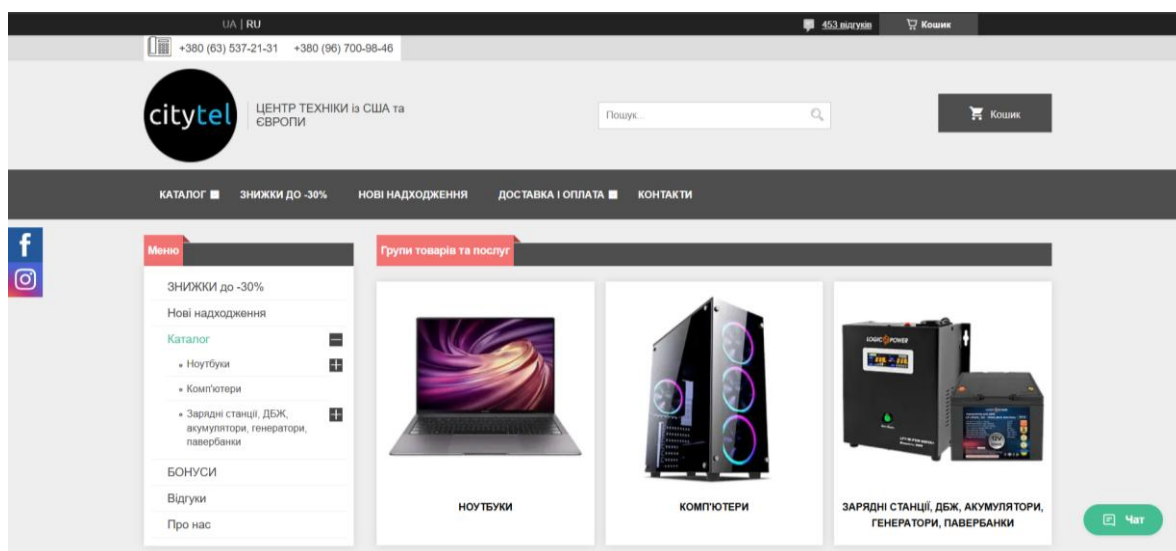 UA | RU
453 відгуків
Кошик
+380 (63) 537-21-31 +380 (96) 700-98-46
citytel
ЦЕНТР ТЕХНІКИ із США та
ЄВРОПИ
Пошук...
Кошик
КАТАЛОГ ЗНИЖКИ ДО -30% НОВІ НАДХОДЖЕННЯ ДОСТАВКА І ОПЛАТА КОНТАКТИ
Меню
ЗНИЖКИ до -30%
Нові надходження
Каталог
Ноутбуки
Комп'ютери
Зарядні станції, ДБЖ,
акумулятори, генератори,
павербанки
БОНУСИ
Відгуки
Про нас
Групи товарів та послуг
НОУТБУКИ
КОМП'ЮТЕРИ
LOGICPOWER
12V
ЗАРЯДНІ СТАНЦІЇ, ДБЖ, АКУМУЛЯТОРИ,
ГЕНЕРАТОРИ, ПАВЕРБАНКИ
Чат